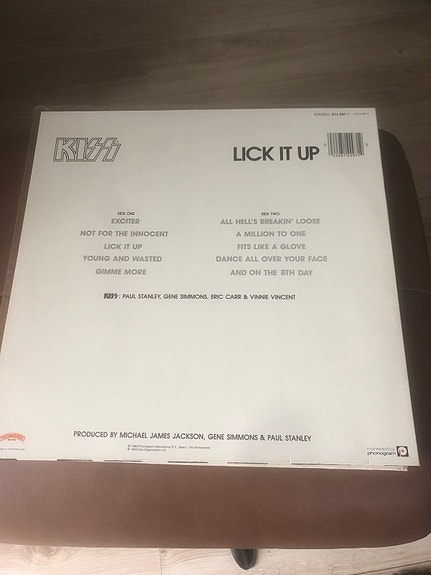 KISS
LICK IT UP
SIDE ONE
EXCITER
NOT FOR THE INNOCENT
LICK IT UP
YOUNG AND WASTED
GIMME MORE
SIDE TWO
ALL HELL'S BREAKIN' LOOSE
A MILLION TO ONE
FITS LIKE A GLOVE
DANCE ALL OVER YOUR FACE
AND ON THE 8TH DAY
KISS: PAUL STANLEY, GENE SIMMONS, ERIC CARR & VINNIE VINCENT
PRODUCED BY MICHAEL JAMES JACKSON, GENE SIMMONS & PAUL STANLEY
phonogram